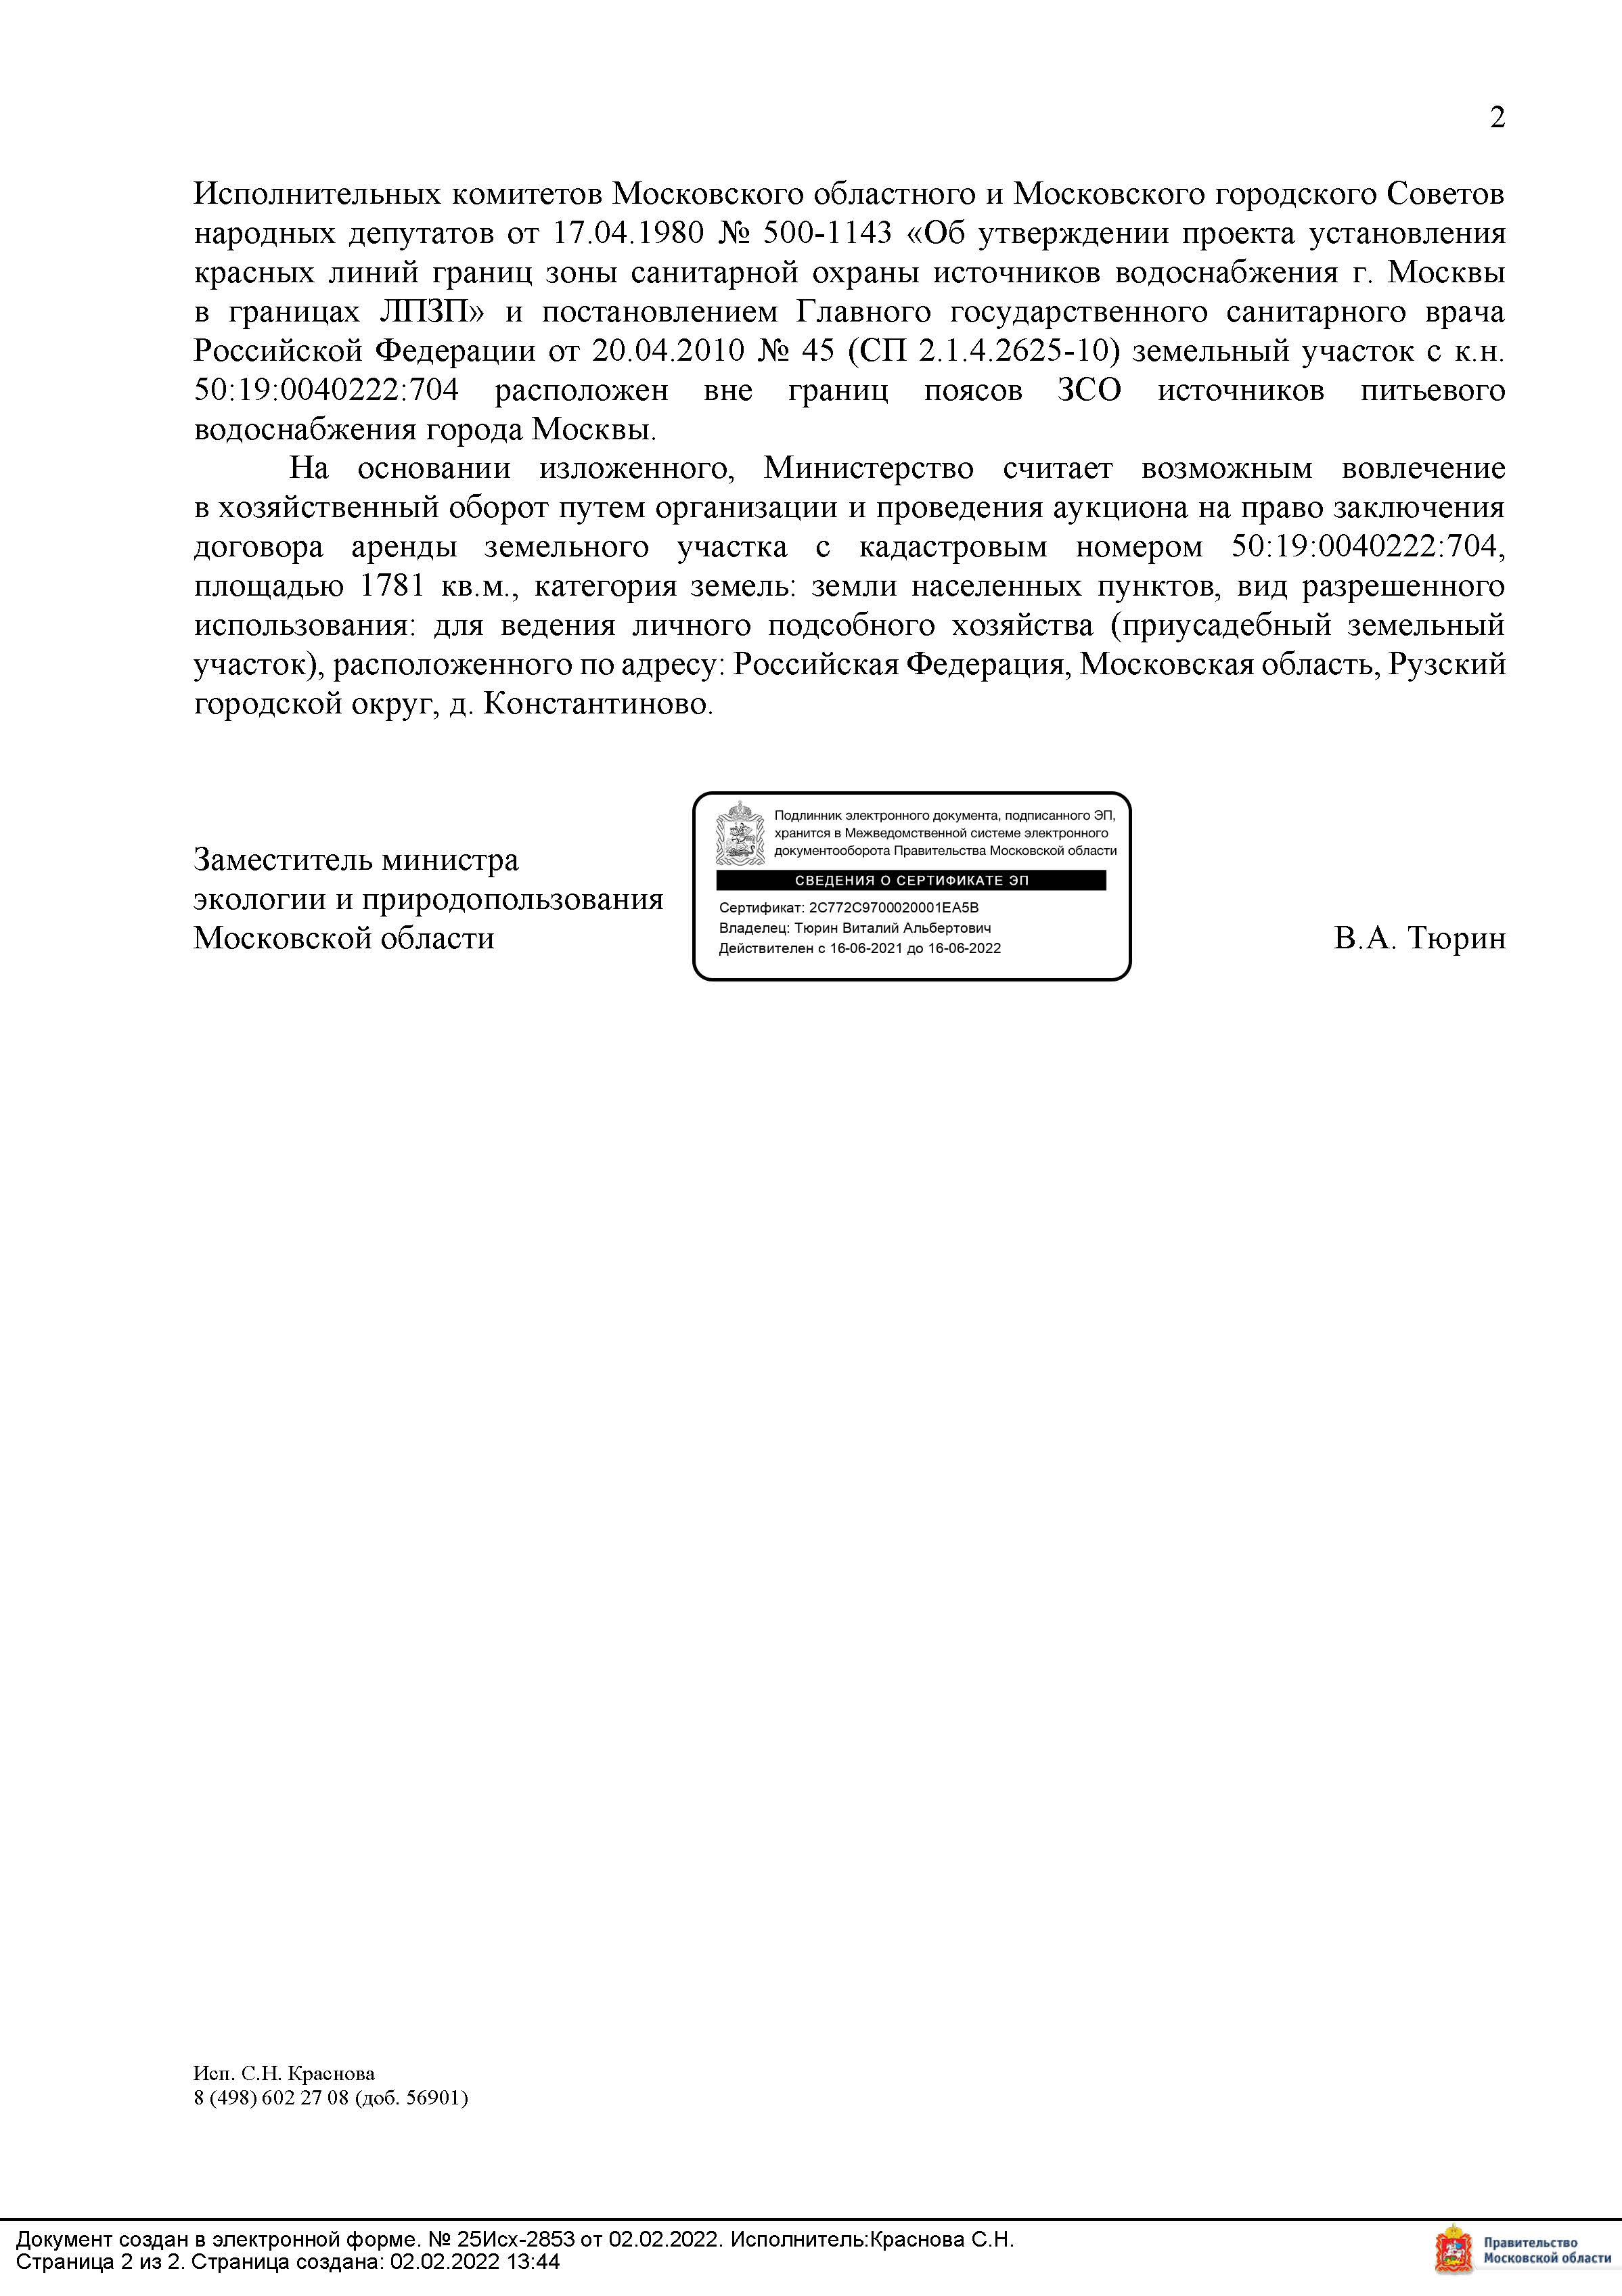 2
Исполнительных комитетов Московского областного и Московского городского Советов
народных депутатов от 17.04.1980 № 500-1143 «Об утверждении проекта установления
красных линий границ зоны санитарной охраны источников водоснабжения г. Москвы
в границах ЛПЗП» и постановлением Главного государственного санитарного врача
Российской Федерации от 20.04.2010 № 45 (СП 2.1.4.2625-10) земельный участок с к.н.
50:19:0040222:704 расположен вне границ поясов ЗСО источников питьевого
водоснабжения города Москвы.
На основании изложенного, Министерство считает возможным вовлечение
в хозяйственный оборот путем организации и проведения аукциона на право заключения
договора аренды земельного участка с кадастровым номером 50:19:0040222:704,
площадью 1781 кв.м., категория земель: земли населенных пунктов, вид разрешенного
использования: для ведения личного подсобного хозяйства (приусадебный земельный
участок), расположенного по адресу: Российская Федерация, Московская область, Рузский
городской округ, д. Константиново.
Заместитель министра
экологии и природопользования
Московской области
Подлинник электронного документа, подписанного ЭП,
хранится в Межведомственной системе электронного
документооборота Правительства Московской области
СВЕДЕНИЯ О СЕРТИФИКАТЕ ЭП
Сертификат: 2C772C9700020001EA5B
Владелец: Тюрин Виталий Альбертович
Действителен с 16-06-2021 до 16-06-2022
В.А. Тюрин
Исп. С.Н. Краснова
8 (498) 602 27 08 (доб. 56901)
Документ создан в электронной форме. № 25Исх-2853 от 02.02.2022. Исполнитель:Краснова С.Н.
Страница 2 из 2. Страница создана: 02.02.2022 13:44
Правительство
Московской области